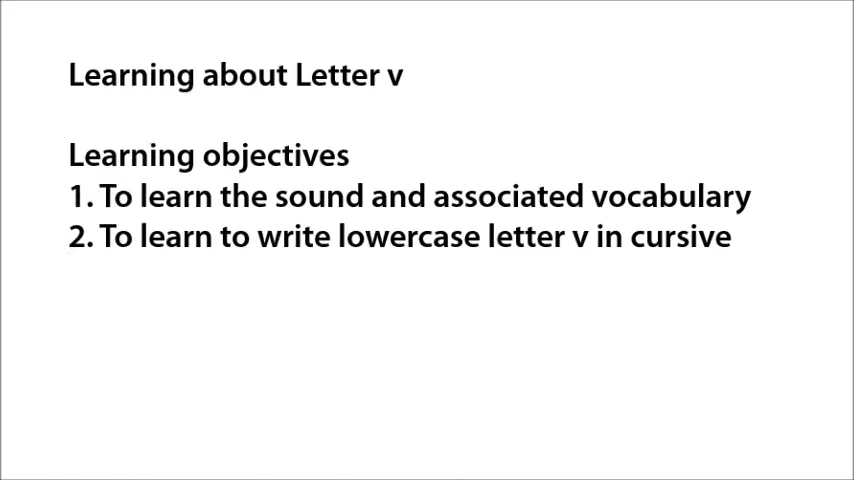 Learning about Letter v
Learning objectives
1. To learn the sound and associated vocabulary
2. To learn to write lowercase letter v in cursive